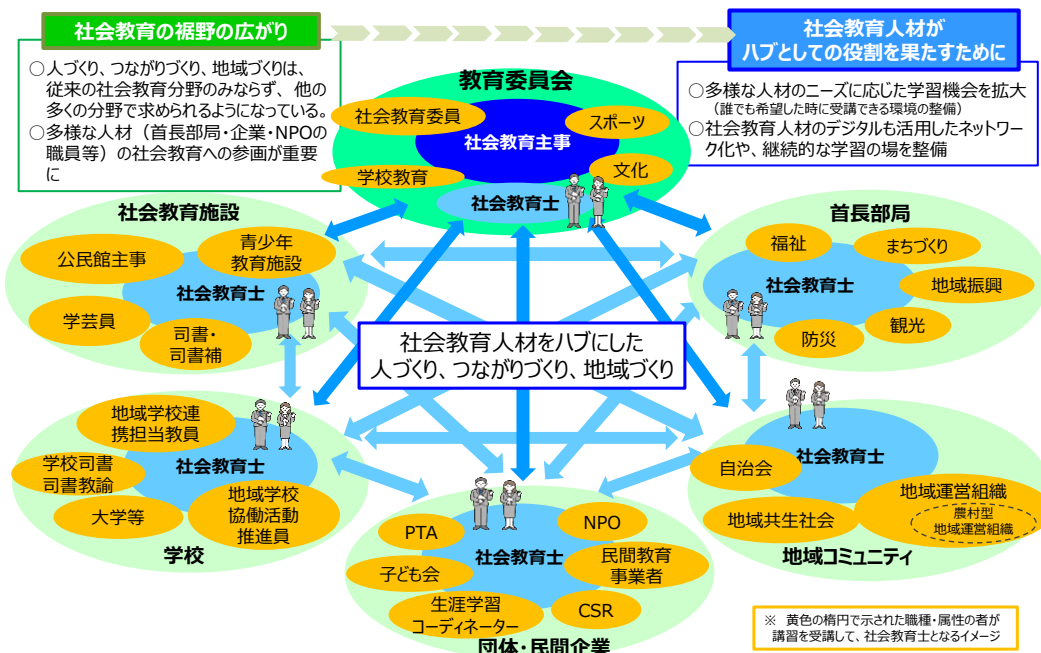 社会教育の裾野の広がり
○人づくり、つながりづくり、地域づくりは、
従来の社会教育分野のみならず、他の
多くの分野で求められるようになっている。
○多様な人材（首長部局・企業・NPOの
職員等）の社会教育への参画が重要
に
社会教育人材が
ハブとしての役割を果たすために
○多様な人材のニーズに応じた学習機会を拡大
（誰でも希望した時に受講できる環境の整備）
○社会教育人材のデジタルも活用したネットワー
ク化や、継続的な学習の場を整備
教育委員会
社会教育委員
スポーツ
社会教育主事
学校教育
文化
社会教育士
社会教育施設
青少年
教育施設
公民館主事
社会教育士
学芸員
司書・
司書補
首長部局
福祉
まちづくり
社会教育士
地域振興
観光
防災
社会教育人材をハブにした
人づくり、つながりづくり、地域づくり
地域学校連
携担当教員
学校司書
司書教諭
社会教育士
大学等
地域学校
協働活動
推進員
学校
PTA
NPO
社会教育士
子ども会
民間教育
事業者
生涯学習
コーディネーター
CSR
団体・民間企業
自治会
社会教育士
地域運営組織
農村型
地域運営組織
地域共生社会
地域コミュニティ
※ 黄色の楕円で示された職種・属性の者が
講習を受講して、社会教育士となるイメージ